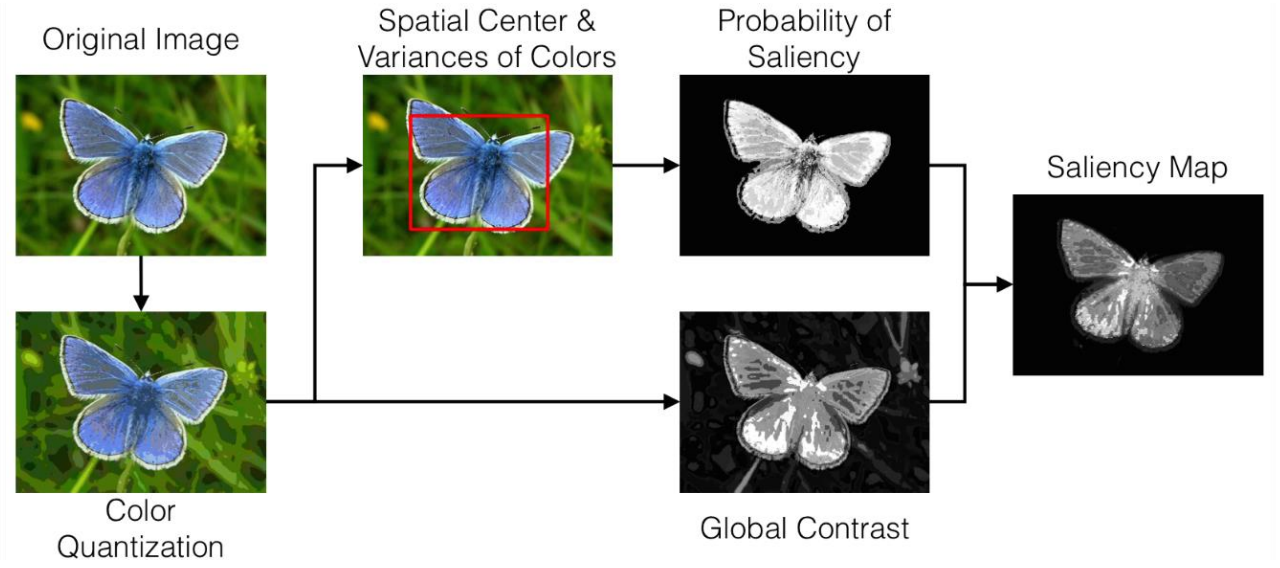 Original Image
Spatial Center &
Variances of Colors
Probability of
Saliency
Saliency Map
Color
Quantization
Global Contrast